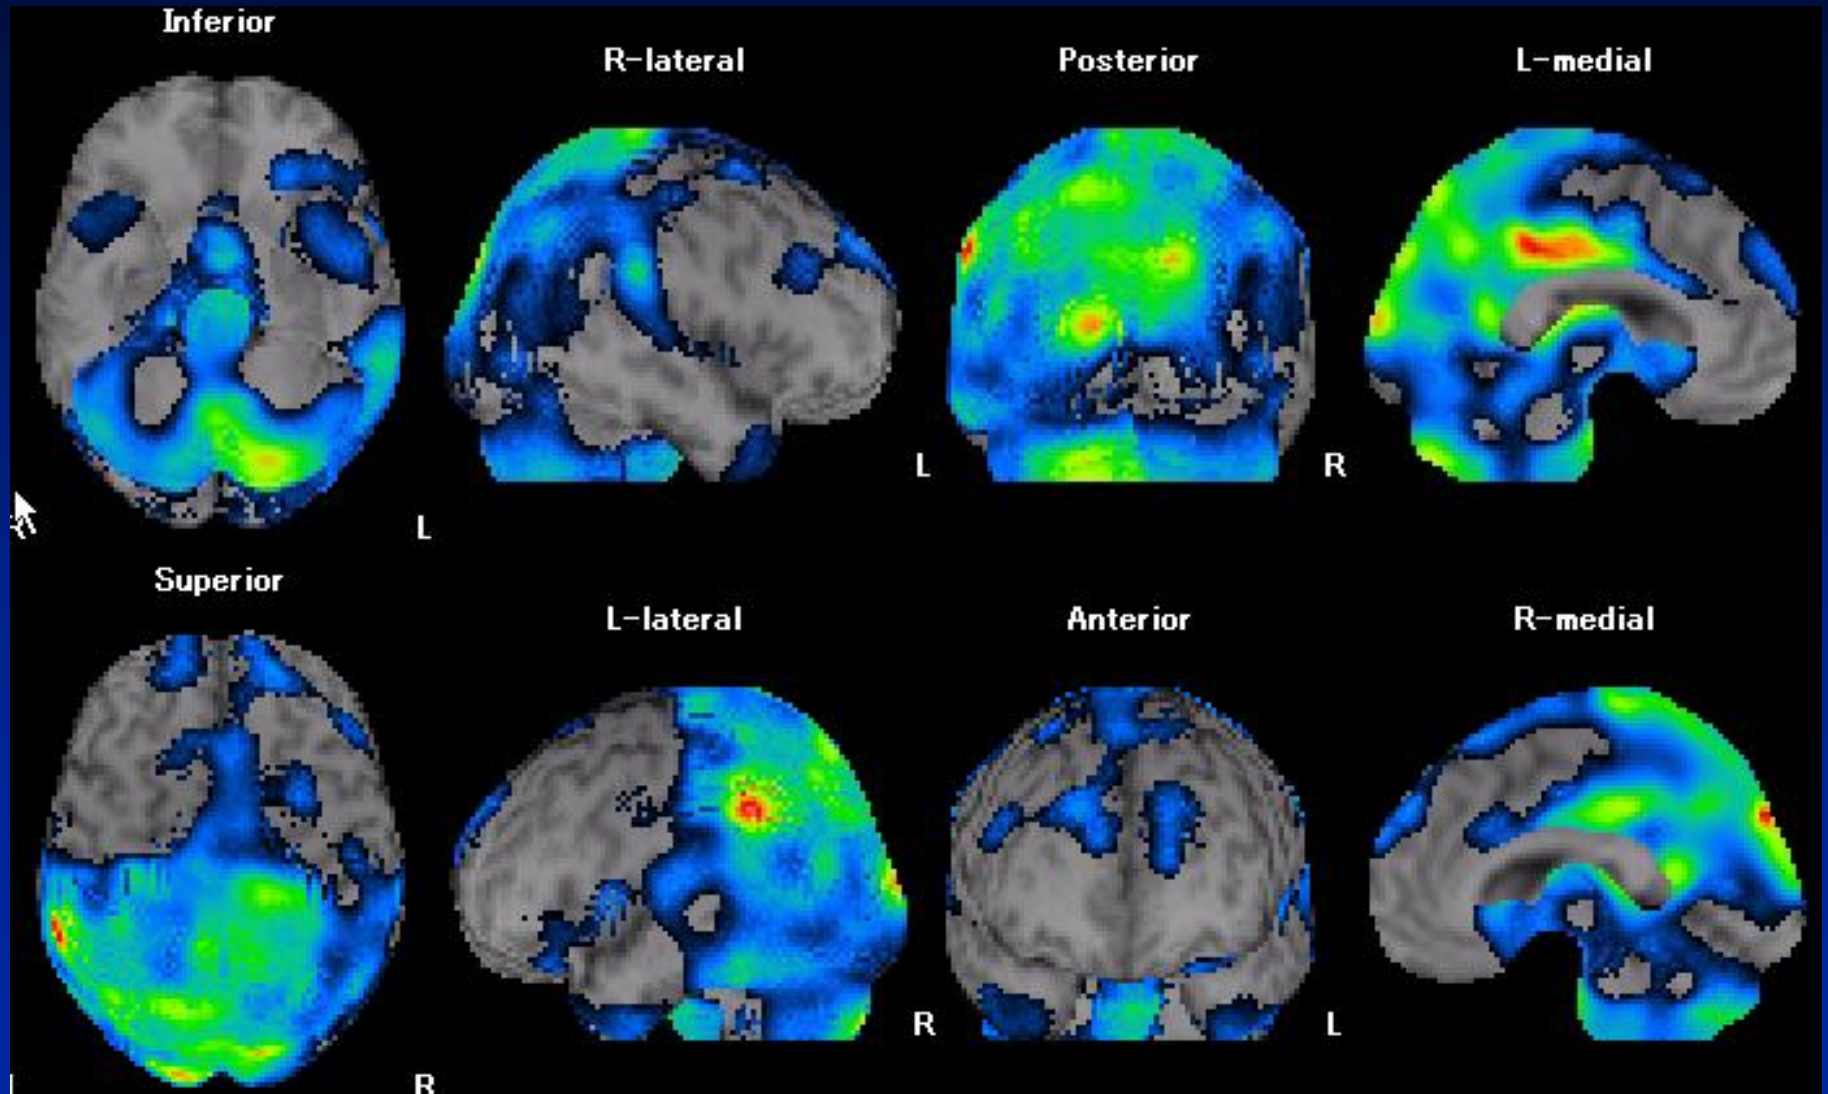 Inferior
R-lateral
Posterior
L-medial
L
R
L
Superior
L-lateral
Anterior
R-medial
R
L
R